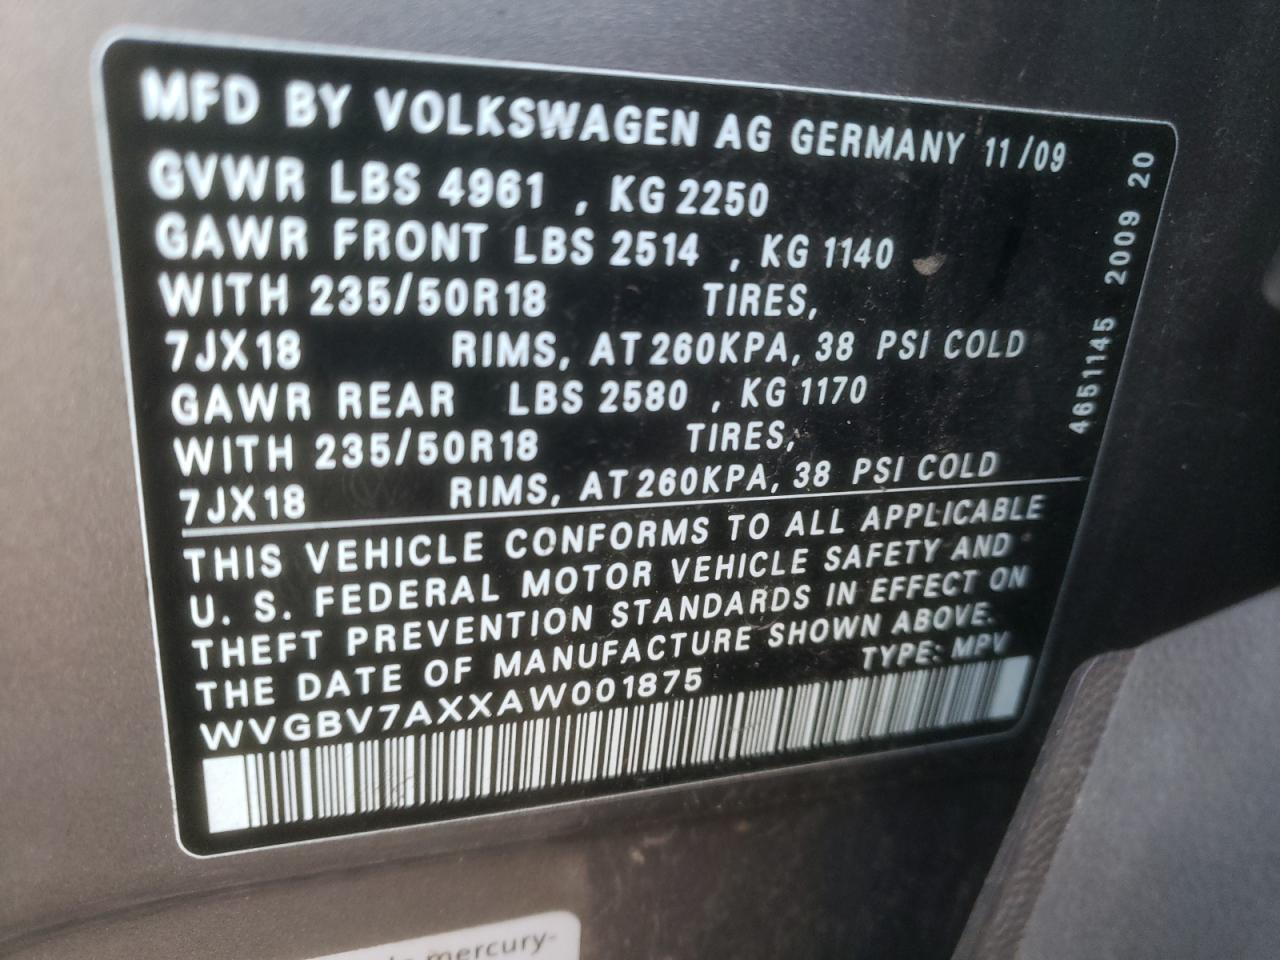 MFD BY VOLKSWAGEN AG GERMANY 11/09
GVWR LBS 4961 , KG 2250
GAWR FRONT LBS 2514 , KG 1140
WITH 235/50R18 TIRES,
7JX18 RIMS, AT 260KPA, 38 PSI COLD
GAWR REAR LBS 2580 , KG 1170
WITH 235/50R18 TIRES,
7JX18 RIMS, AT 260KPA, 38 PSI COLD
THIS VEHICLE CONFORMS TO ALL APPLICABLE
U. S. FEDERAL MOTOR VEHICLE SAFETY AND
THEFT PREVENTION STANDARDS IN EFFECT ON
THE DATE OF MANUFACTURE SHOWN ABOVE.
WVGBV7AXXAW001875 TYPE: MPV
4651145 2009 20
mercury-